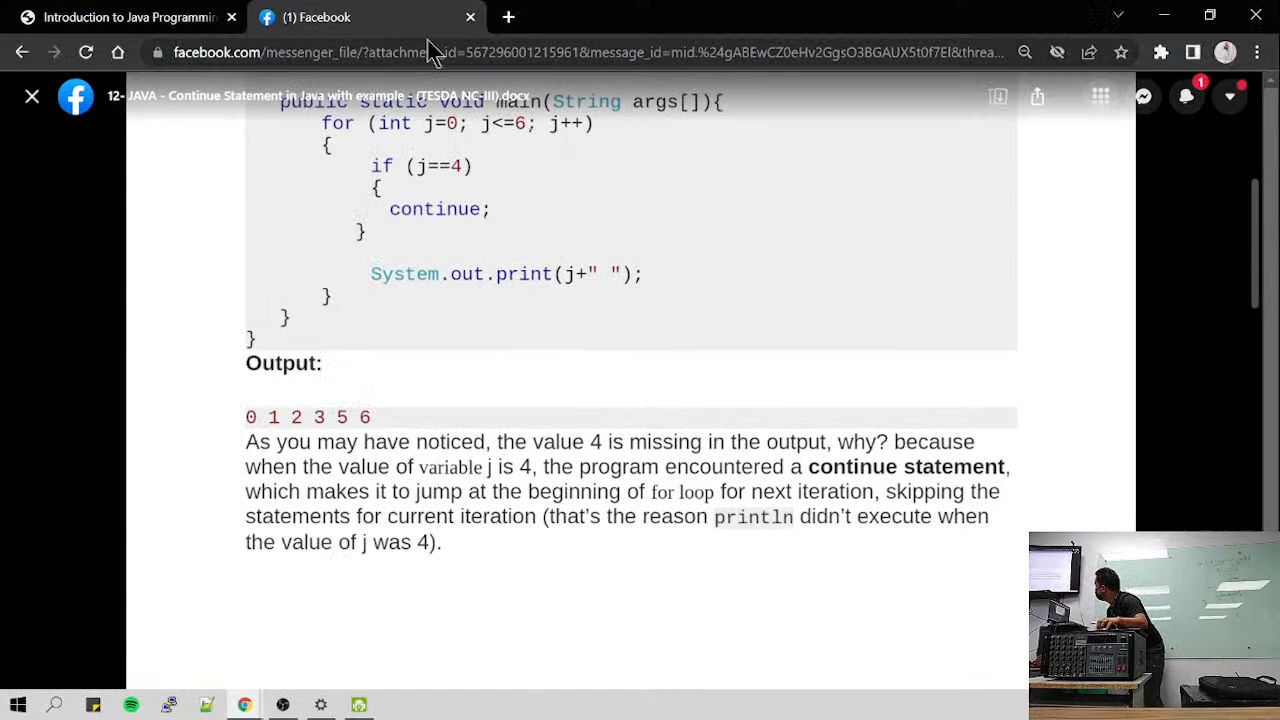 Introduction to Java Programmin
(1) Facebook
facebook.com/messenger_file/?attachment_id=5672960012159611&message_id=mid.%24gABEwCZ0eHv2GgsO3BGAUX5t0f7El&threa...
12- JAVA - Continue Statement in Java with example - (TESDA NC-III).docx
1
public static void main(String args[]){
for (int j=0; j<=6; j++)
{
if (j==4)
{
continue;
}
System.out.print(j+" ");
}
}
}
Output:
0 1 2 3 5 6
As you may have noticed, the value 4 is missing in the output, why? because
when the value of variable j is 4, the program encountered a continue statement,
which makes it to jump at the beginning of for loop for next iteration, skipping the
statements for current iteration (that's the reason println didn't execute when
the value of j was 4).